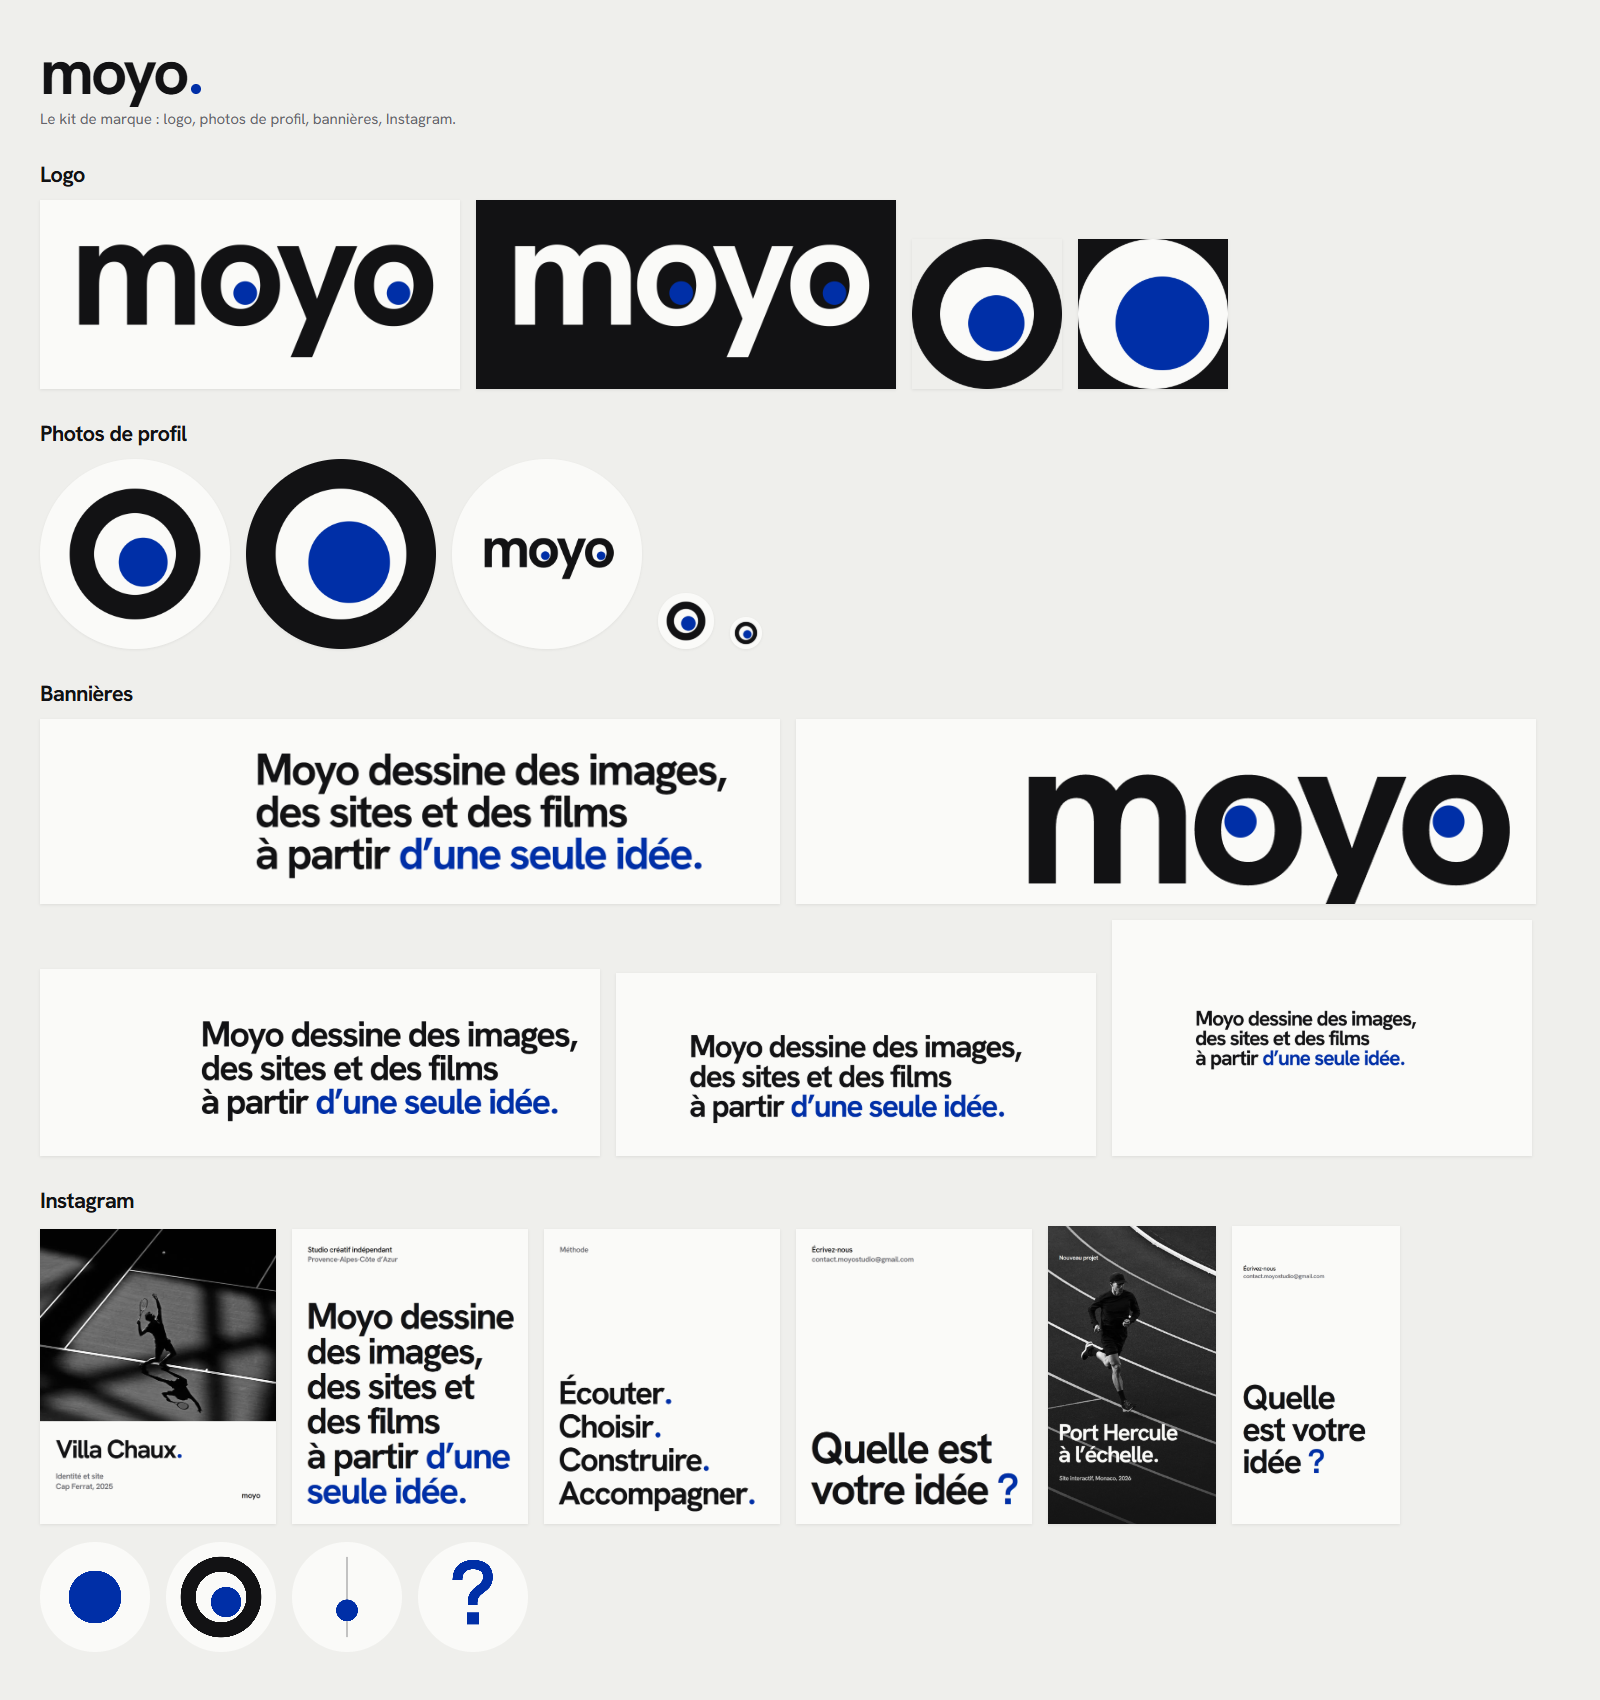 moyo.
Le kit de marque : logo, photos de profil, bannières, Instagram.
Logo
moyo
moyo
Photos de profil
moyo
Bannières
Moyo dessine des images,
des sites et des films
à partir d’une seule idée.
moyo
Moyo dessine des images,
des sites et des films
à partir d’une seule idée.
Moyo dessine des images,
des sites et des films
à partir d’une seule idée.
Moyo dessine des images,
des sites et des films
à partir d’une seule idée.
Instagram
Villa Chaux.
Identité et site
Cap Ferrat, 2025
moyo
Studio créatif indépendant
Provence-Alpes-Côte d’Azur
Moyo dessine
des images,
des sites et
des films
à partir d’une
seule idée.
Méthode
Écouter.
Choisir.
Construire.
Accompagner.
Écrivez-nous
contact.moyostudio@gmail.com
Quelle est
votre idée ?
Nouveau projet
Port Hercule
à l’échelle.
Site interactif, Monaco, 2026
Écrivez-nous
contact.moyostudio@gmail.com
Quelle
est votre
idée ?
?